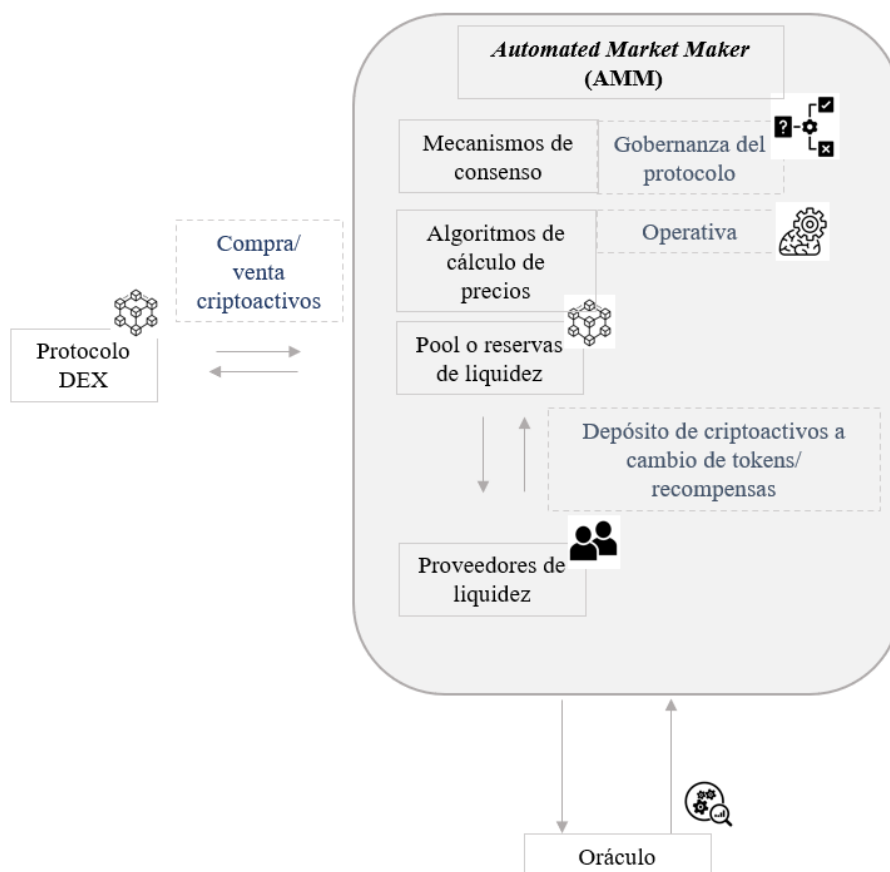 Automated Market Maker
(AMM)
Mecanismos de
consenso
Gobernanza del
protocolo
Algoritmos de
cálculo de
precios
Operativa
Compra/
venta
criptoactivos
Protocolo
DEX
Pool o reservas
de liquidez
Depósito de criptoactivos a
cambio de tokens/
recompensas
Proveedores de
liquidez
Oráculo